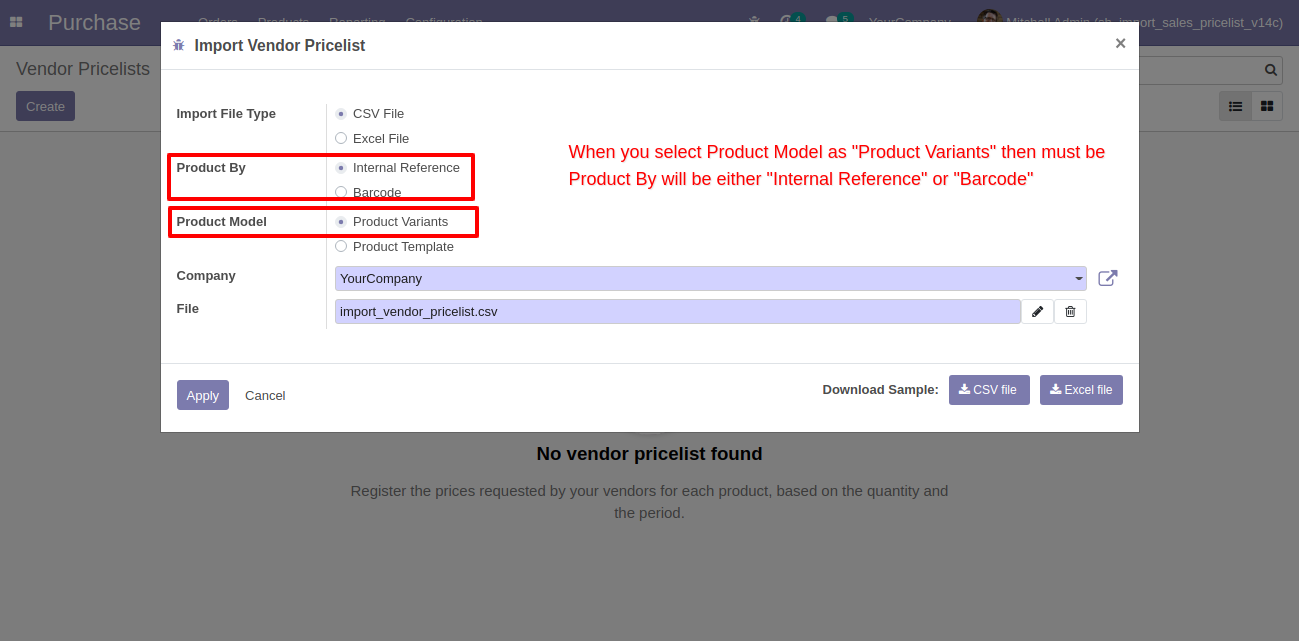 Purchase
Orders Products Reporting Configuration
4 5 YourCompany Mitchell Admin
import_sales_pricelist_v14c)
Vendor Pricelists
Create
Import Vendor Pricelist
×
Import File Type
CSV File
Excel File
Product By
Internal Reference
Barcode
Product Model
Product Variants
Product Template
When you select Product Model as "Product Variants" then must be
Product By will be either "Internal Reference" or "Barcode"
Company
YourCompany
File
import_vendor_pricelist.csv
Apply
Cancel
Download Sample:
CSV file
Excel file
No vendor pricelist found
Register the prices requested by your vendors for each product, based on the quantity and
the period.